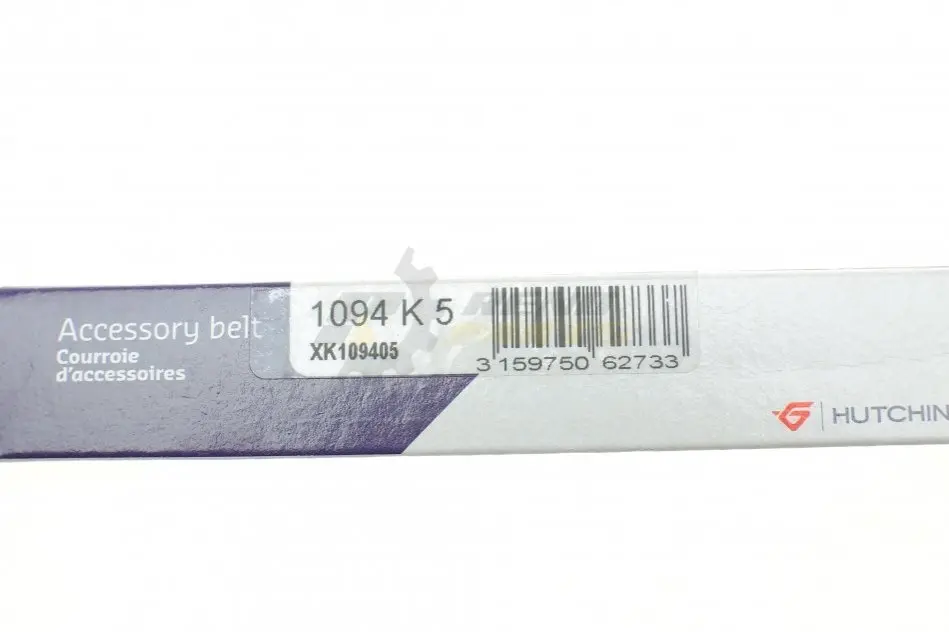 Accessory belt
Courroie
d'accessoires
1094 K 5
XK109405
3 159750 62733
HUTCHIN